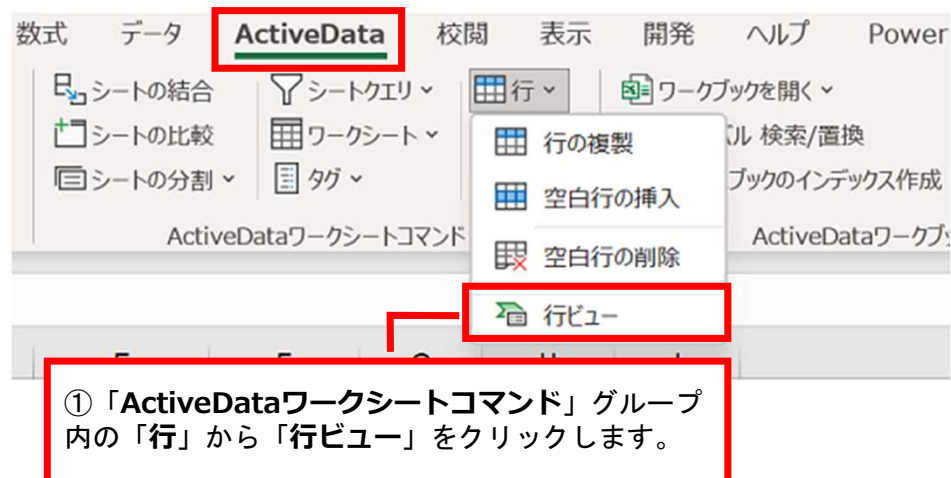 数式 データ ActiveData 校閲 表示 開発 ヘルプ Power
シートの結合 シートクエリ 行 ワークブックを開く
シートの比較 ワークシート 行の複製 バル 検索/置換
シートの分割 タグ 空白行の挿入 ブックのインデックス作成
ActiveDataワークシートコマンド 空白行の削除 ActiveDataワークブッ
行ビュー
①「ActiveDataワークシートコマンド」グループ
内の「行」から「行ビュー」をクリックします。